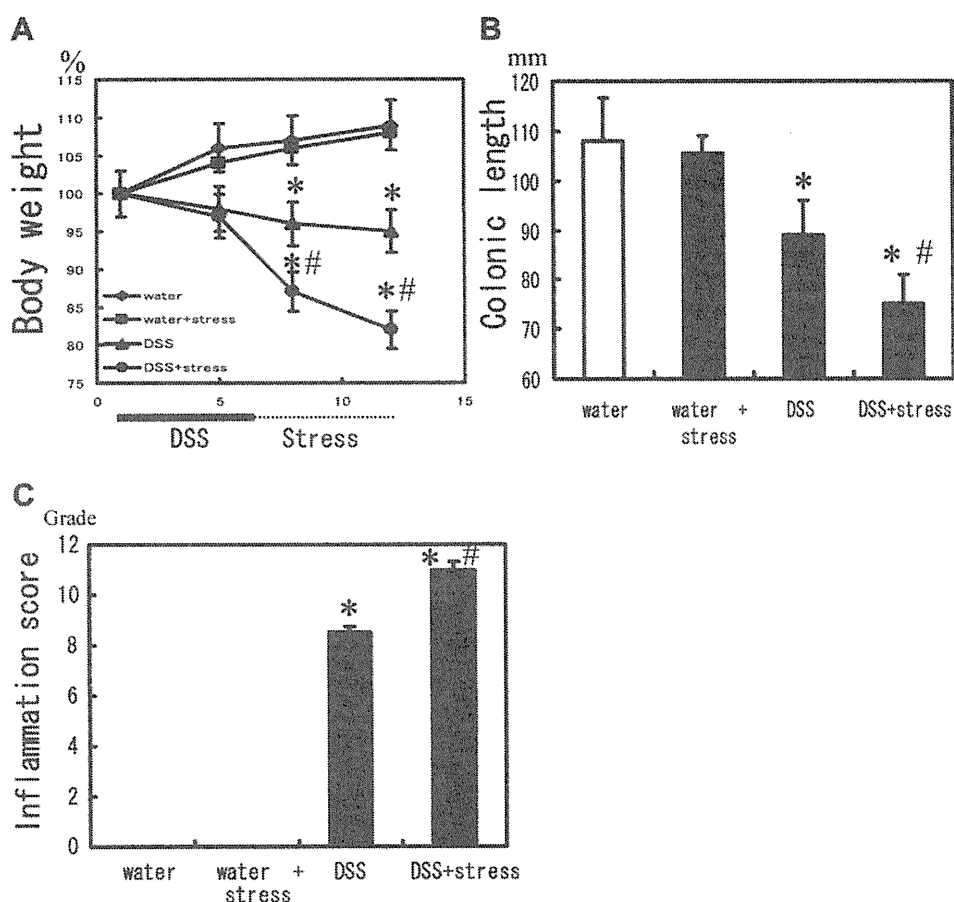 A
%
115
110
105
100
95
90
85
80
75
Body weight
* *
*# *#
water
water+stress
DSS
DSS+stress
0 5 10 15
DSS Stress
B
mm
120
110
100
90
80
70
60
Colonic length
*
* #
water water + stress DSS DSS+stress
C
Grade
12
10
8
6
4
2
0
Inflammation score
*
* #
water water + stress DSS DSS+stress